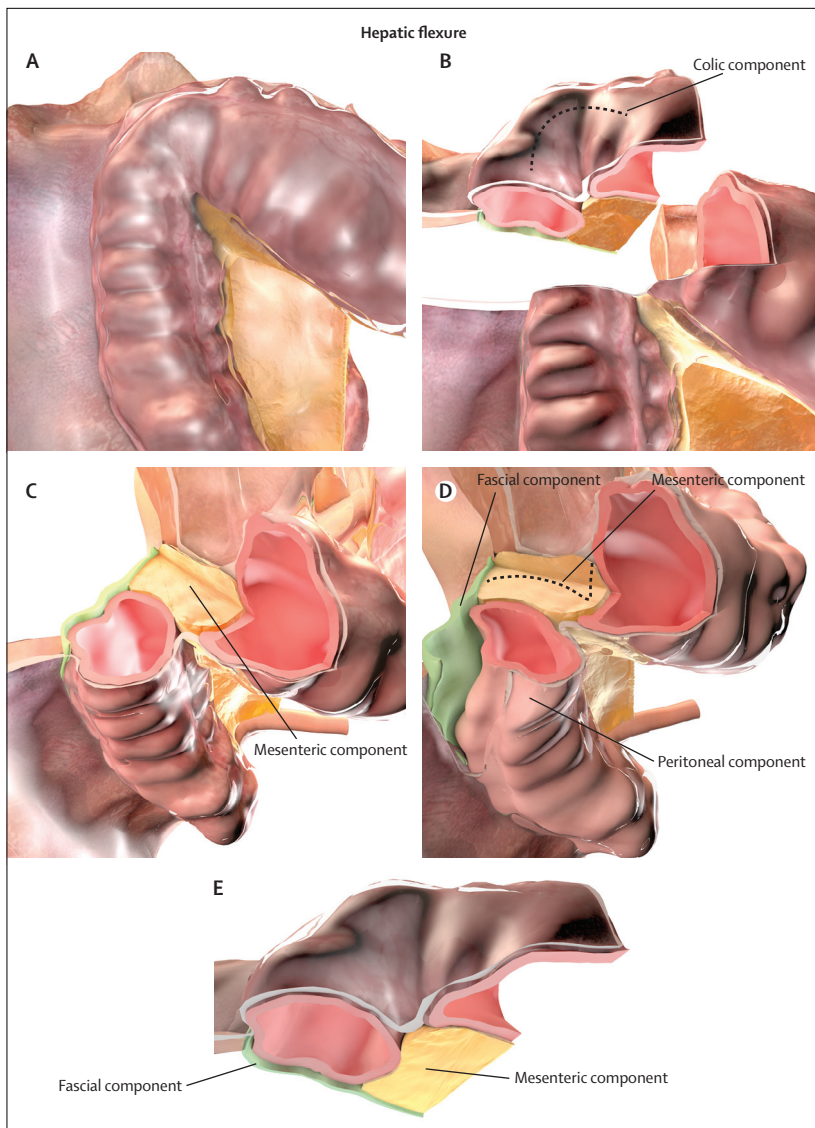 Hepatic flexure
A
B
Colic component
C
Fascial component
D
Mesenteric component
Mesenteric component
Peritoneal component
E
Fascial component
Mesenteric component